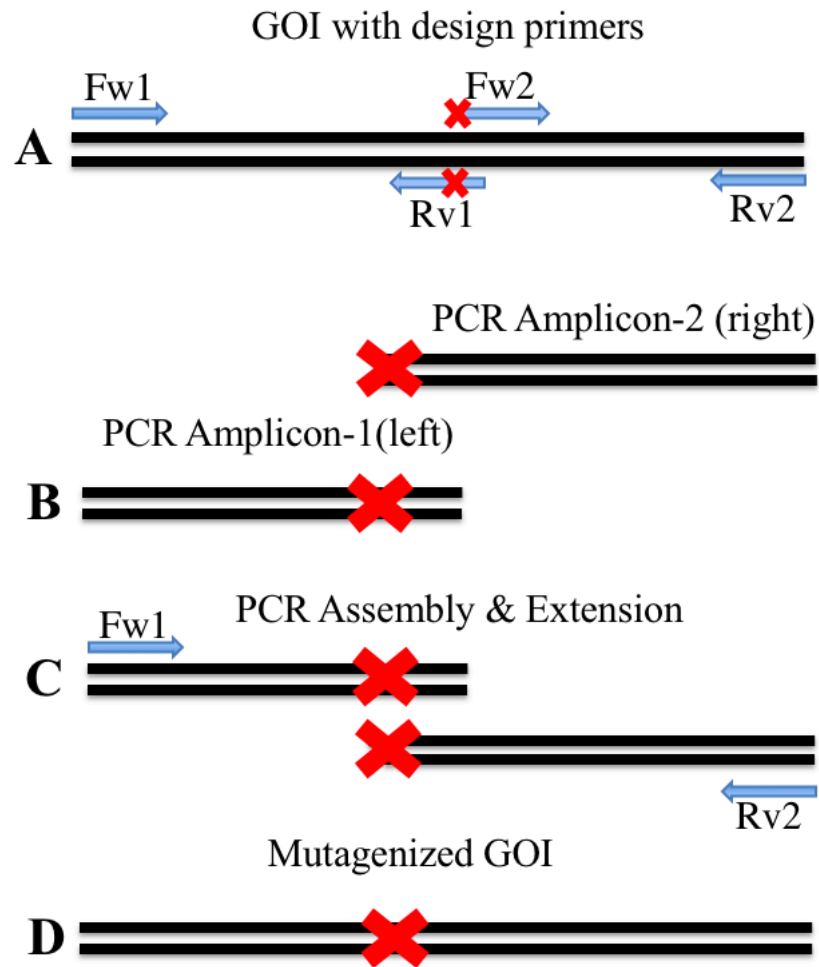 GOI with design primers
Fw1
Fw2
A
Rv1
Rv2
PCR Amplicon-2 (right)
PCR Amplicon-1(left)
B
PCR Assembly & Extension
Fw1
C
Rv2
Mutagenized GOI
D